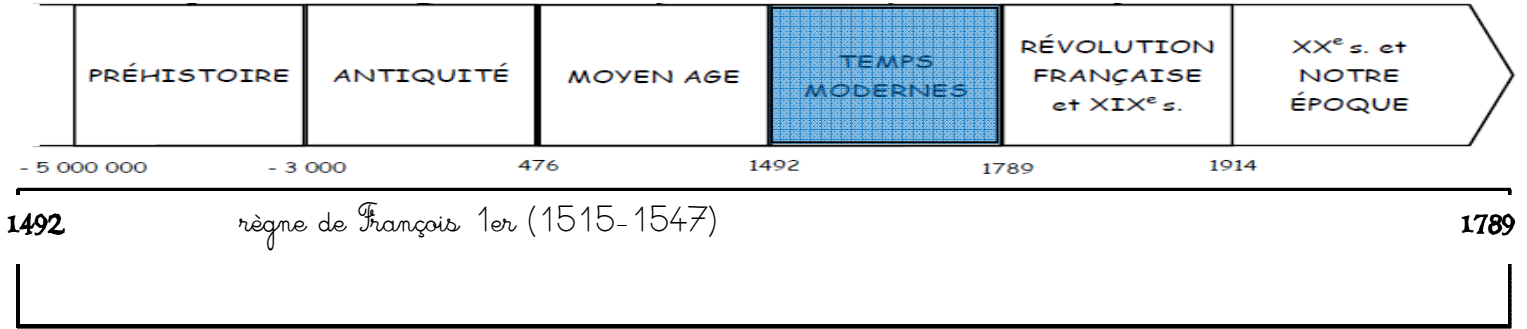 PRÉHISTOIRE
ANTIQUITÉ
MOYEN AGE
TEMPS
MODERNES
RÉVOLUTION
FRANÇAISE
et XIXe s.
XXe s. et
NOTRE
ÉPOQUE
- 5 000 000
- 3 000
476
1492
1789
1914
1492
règne de François 1er (1515-1547)
1789